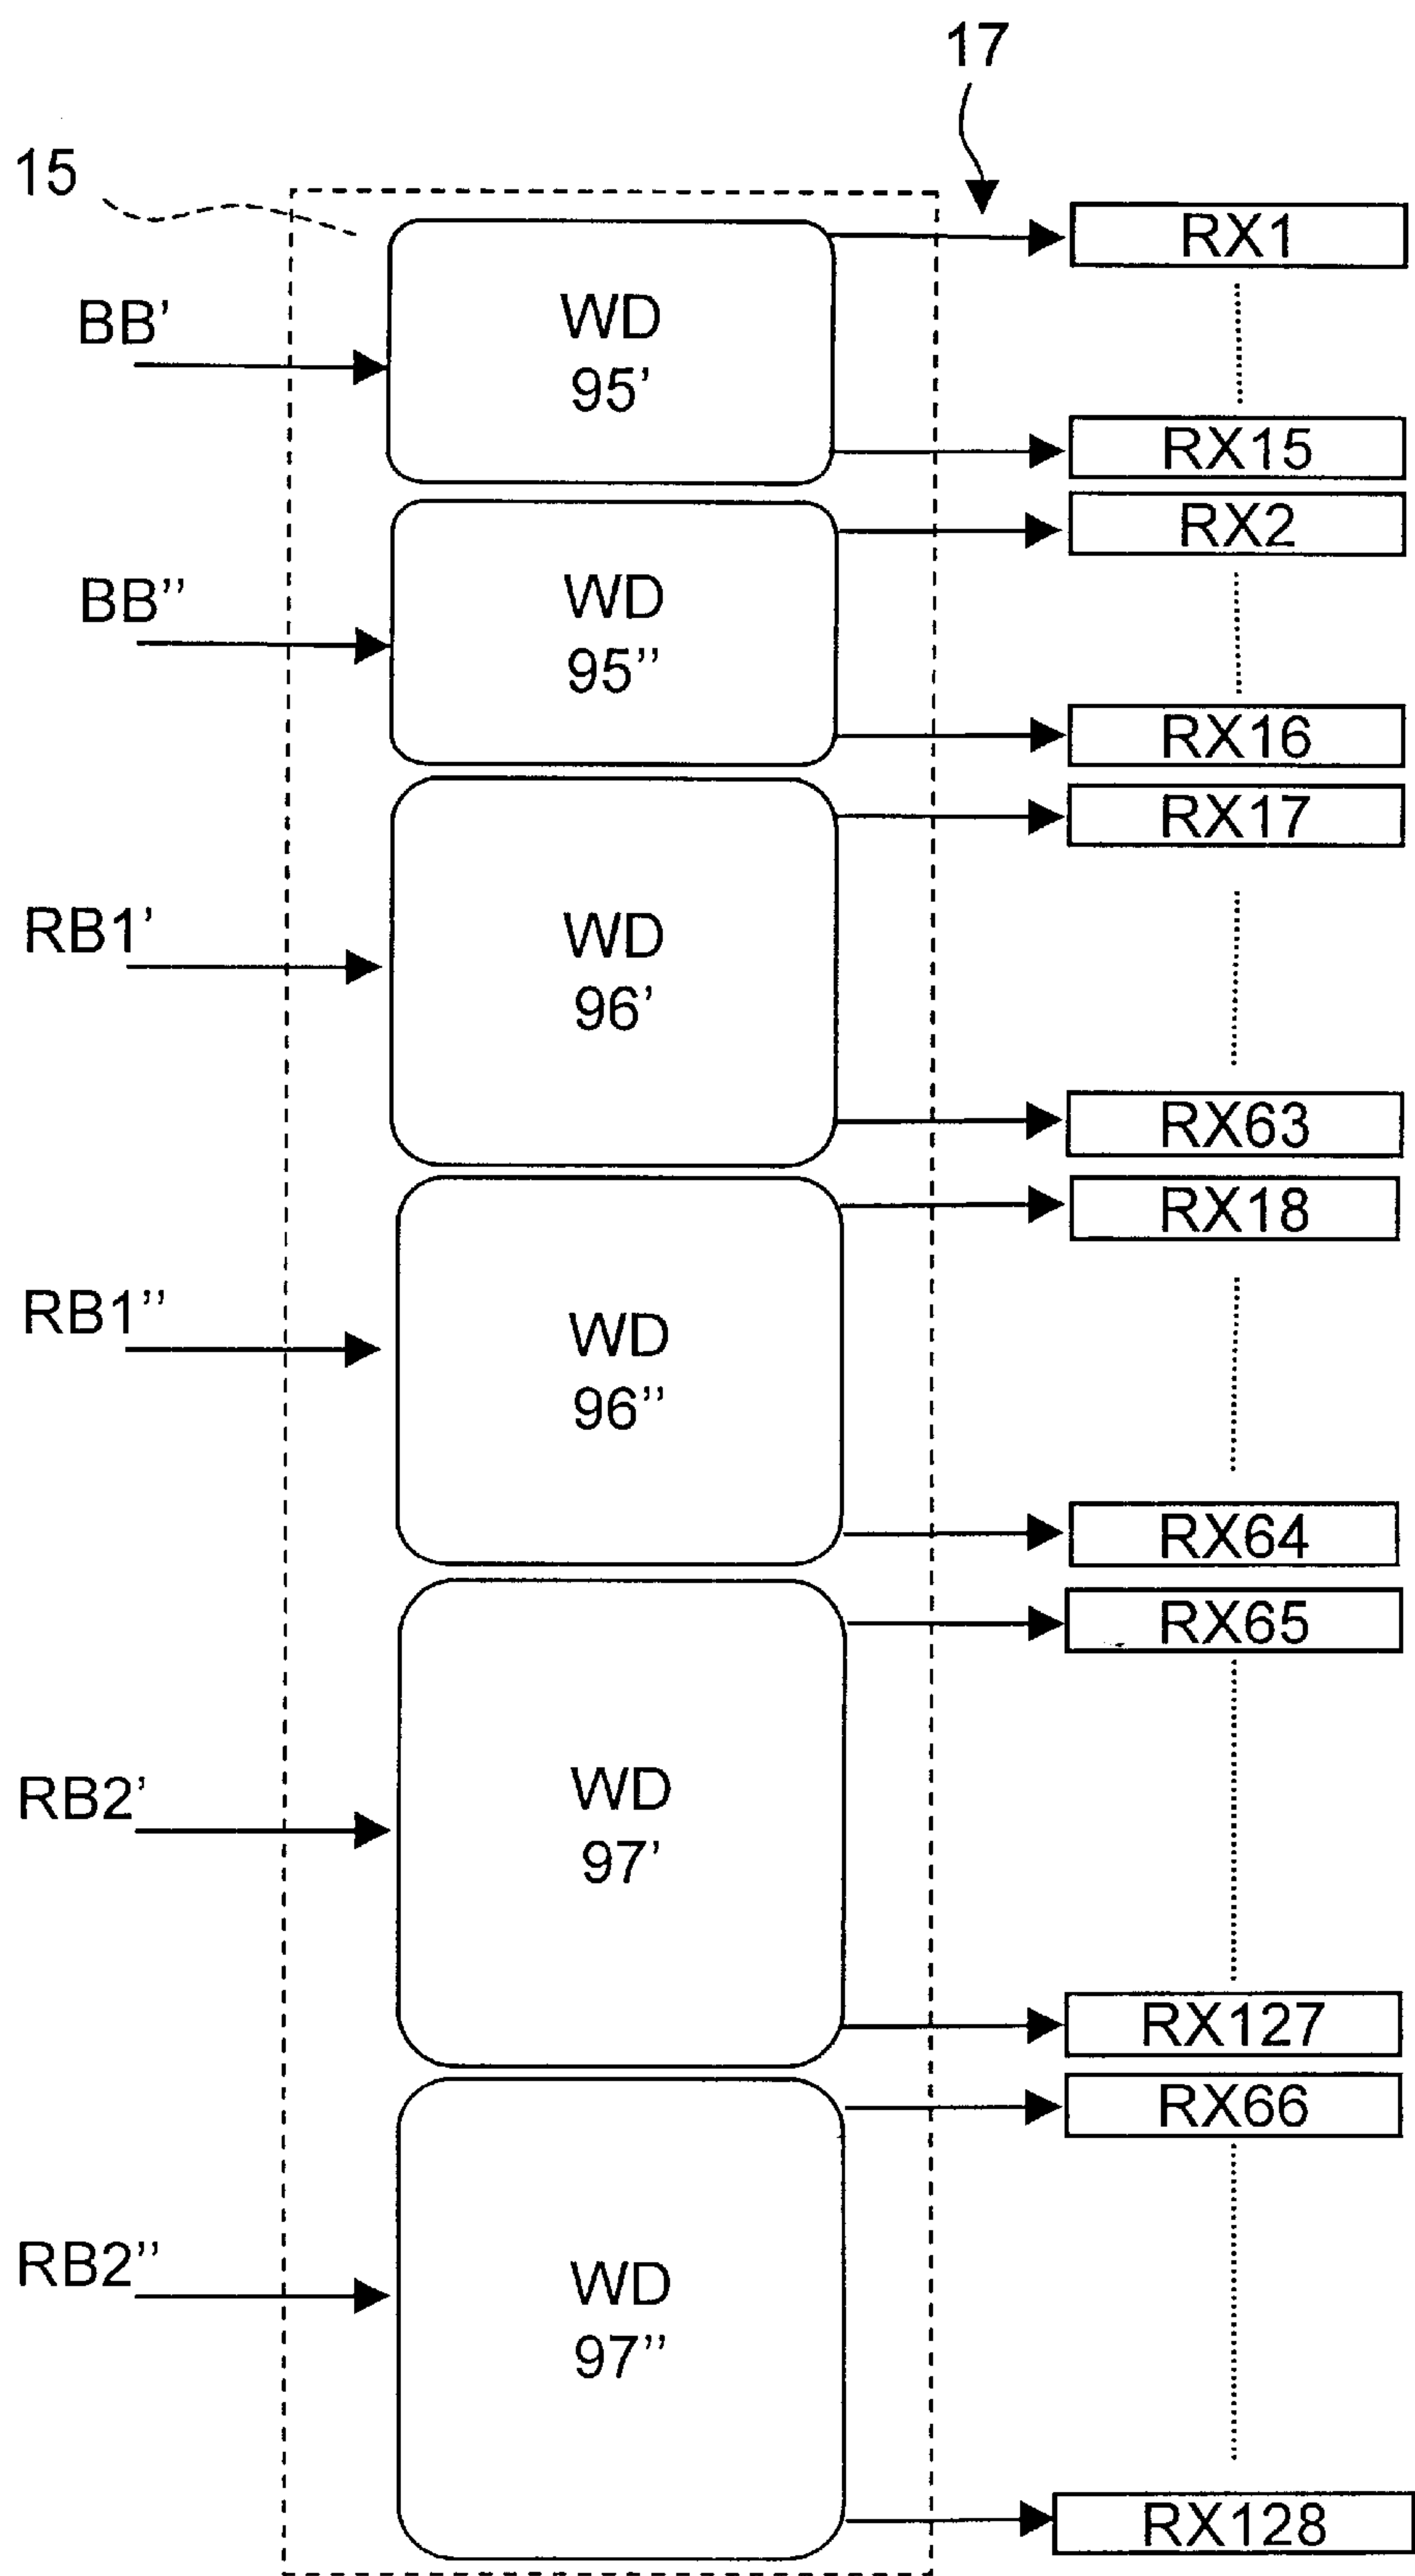 17
15
RX1
BB’
WD
95’
RX15
RX2
BB’’
WD
95’’
RX16
RX17
RB1’
WD
96’
RX63
RX18
RB1’’
WD
96’’
RX64
RX65
RB2’
WD
97’
RX127
RX66
RB2’’
WD
97’’
RX128